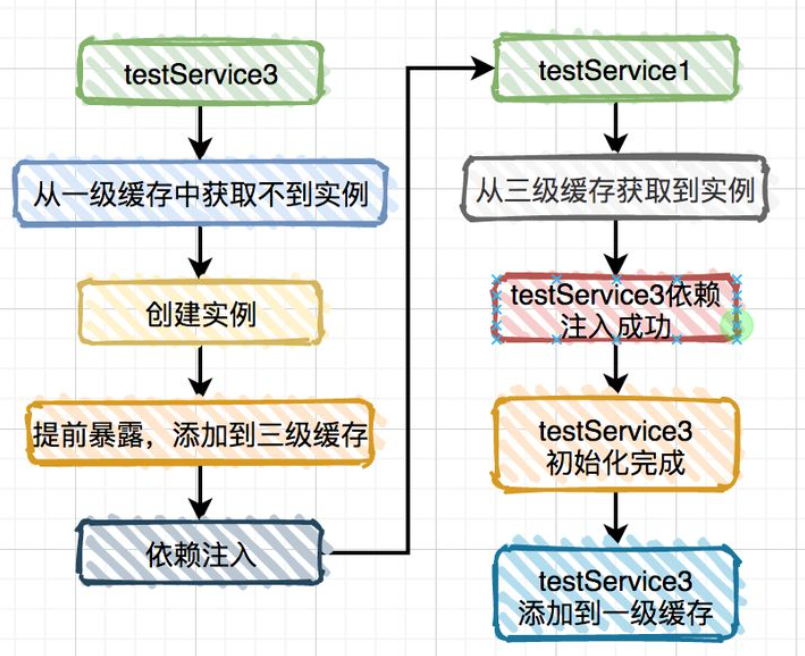 testService3
从一级缓存中获取不到实例
创建实例
提前暴露，添加到三级缓存
依赖注入
testService1
从三级缓存获取到实例
testService3依赖
注入成功
testService3
初始化完成
testService3
添加到一级缓存